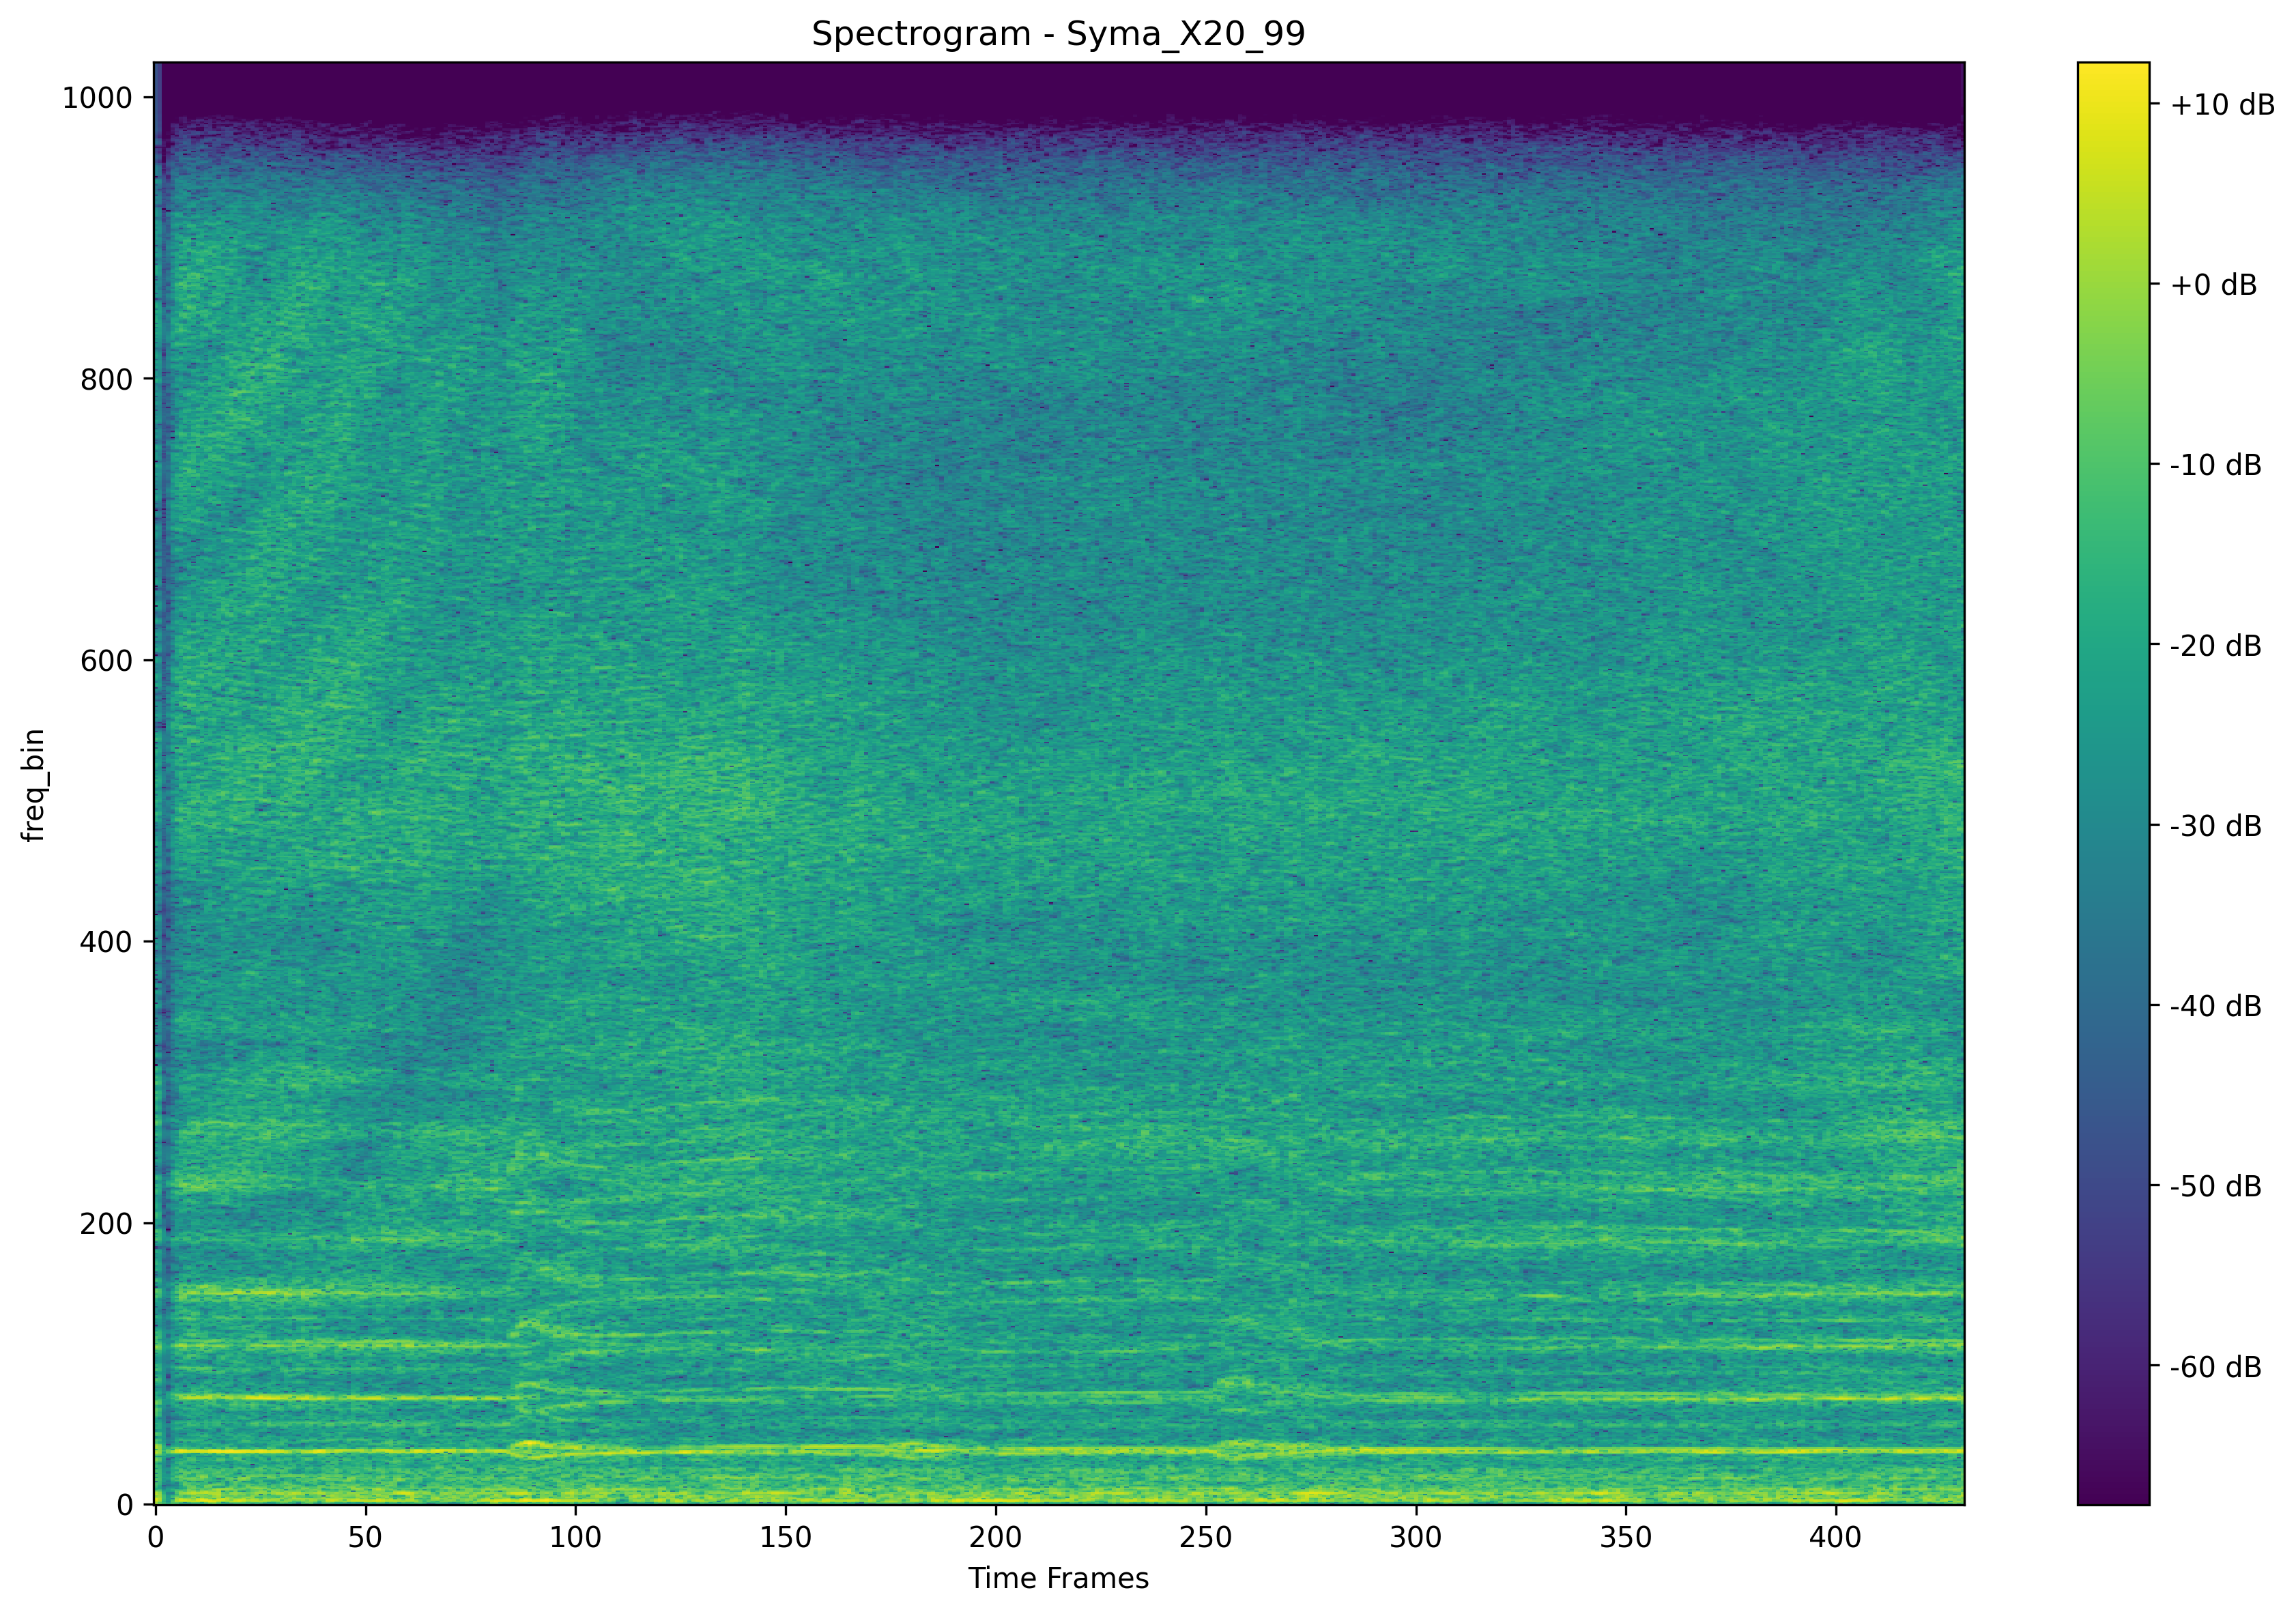 Spectrogram - Syma_X20_99
1000
800
600
400
200
0
freq_bin
0 50 100 150 200 250 300 350 400
Time Frames
+10 dB
+0 dB
-10 dB
-20 dB
-30 dB
-40 dB
-50 dB
-60 dB